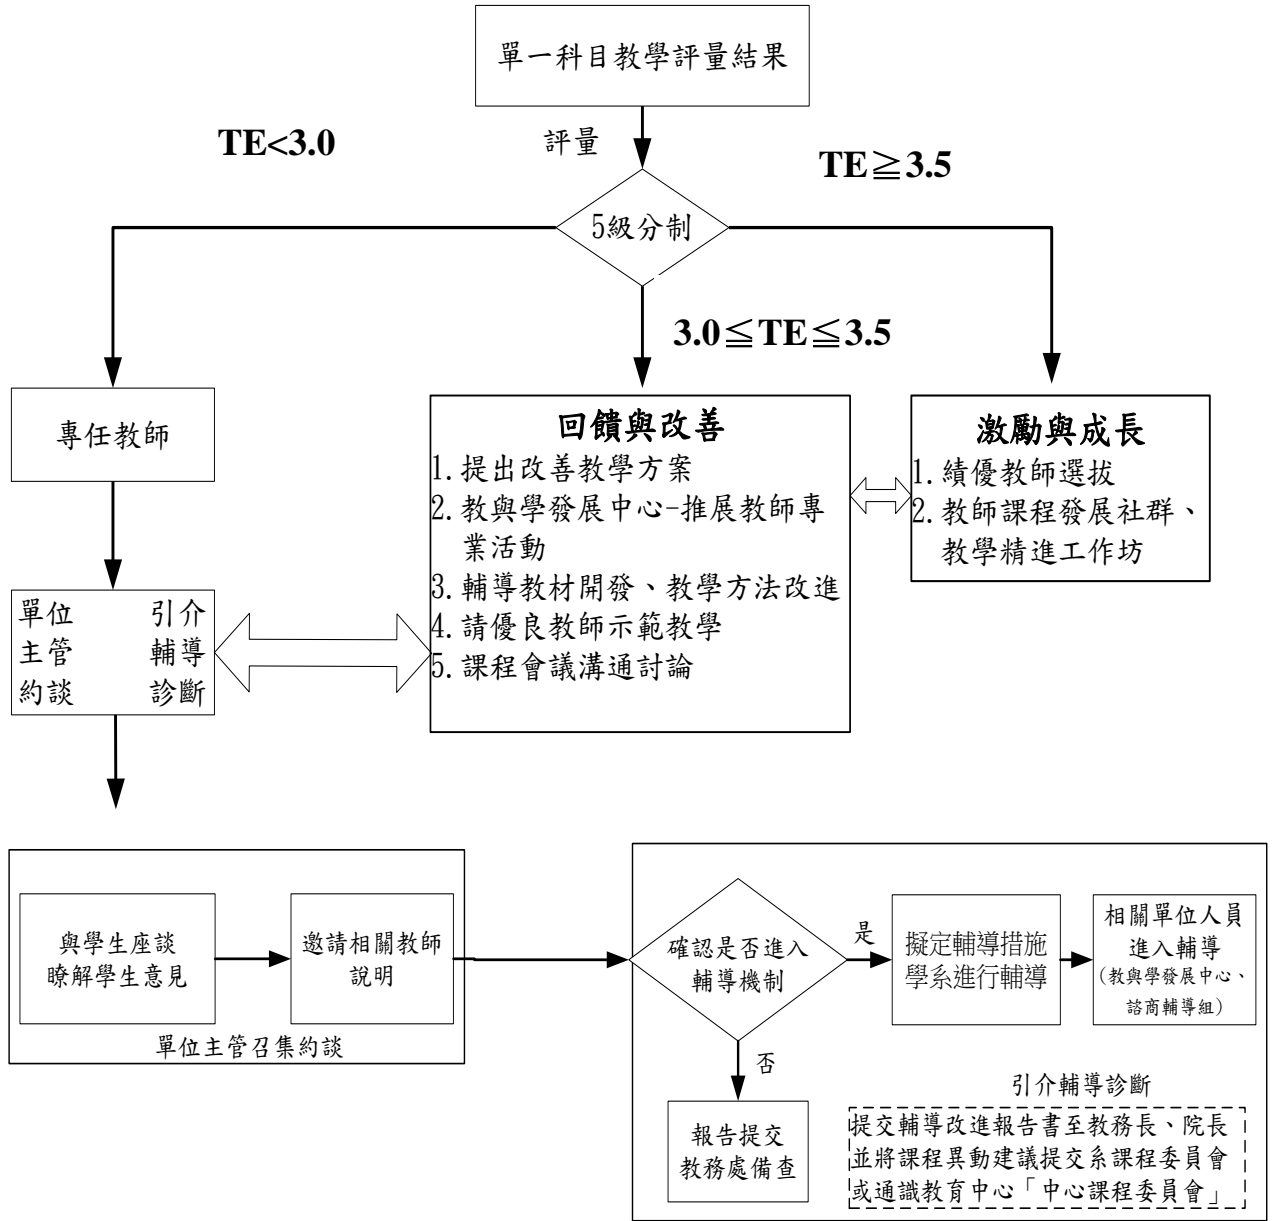 單一科目教學評量結果
評量
TE<3.0
TE≧3.5
5級分制
3.0≦TE≦3.5
專任教師
回饋與改善
1. 提出改善教學方案
2. 教與學發展中心-推展教師專
業活動
3. 輔導教材開發、教學方法改進
4. 請優良教師示範教學
5. 課程會議溝通討論
激勵與成長
1. 績優教師選拔
2. 教師課程發展社群、
教學精進工作坊
單位 引介
主管 輔導
約談 診斷
與學生座談
瞭解學生意見
邀請相關教師
說明
單位主管召集約談
確認是否進入
輔導機制
是
擬定輔導措施
學系進行輔導
相關單位人員
進入輔導
(教與學發展中心、
諮商輔導組)
否
報告提交
教務處備查
引介輔導診斷
提交輔導改進報告書至教務長、院長
並將課程異動建議提交系課程委員會
或通識教育中心「中心課程委員會」